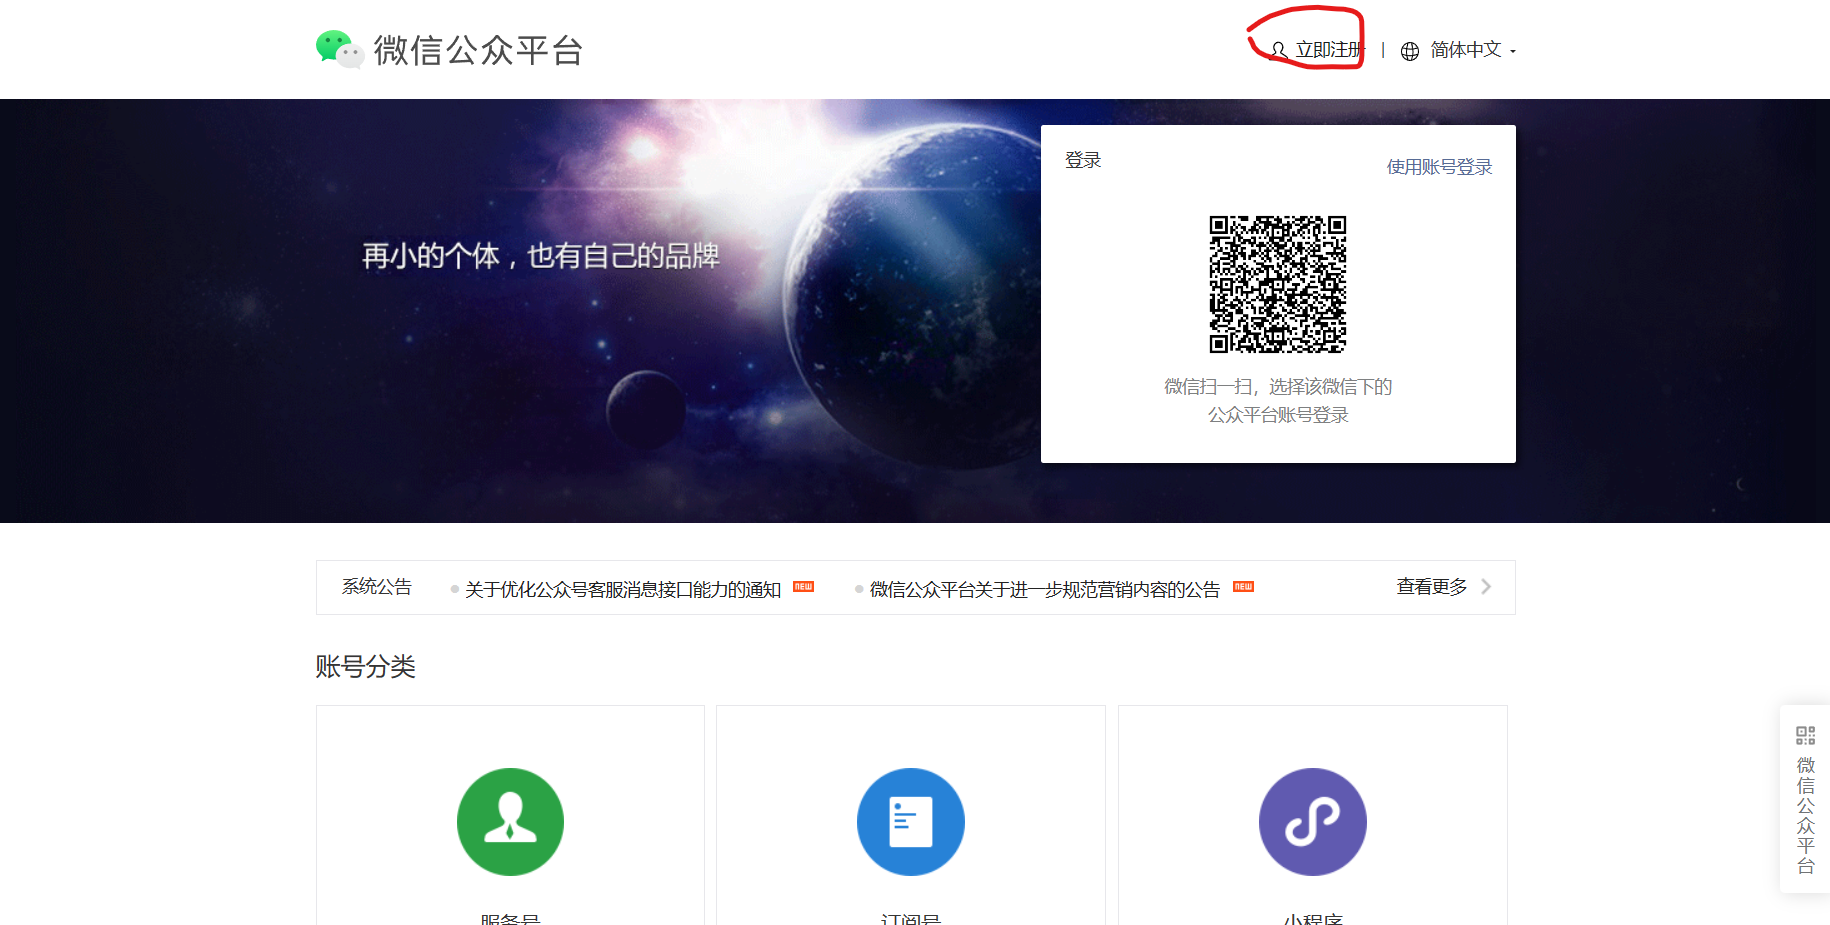 微信公众平台
立即注册 | 简体中文
再小的个体，也有自己的品牌
登录
使用账号登录
微信扫一扫，选择该微信下的
公众平台账号登录
系统公告
关于优化公众号客服消息接口能力的通知 NEW
微信公众平台关于进一步规范营销内容的公告 NEW
查看更多
账号分类
服务号
订阅号
小程序
微信公众平台